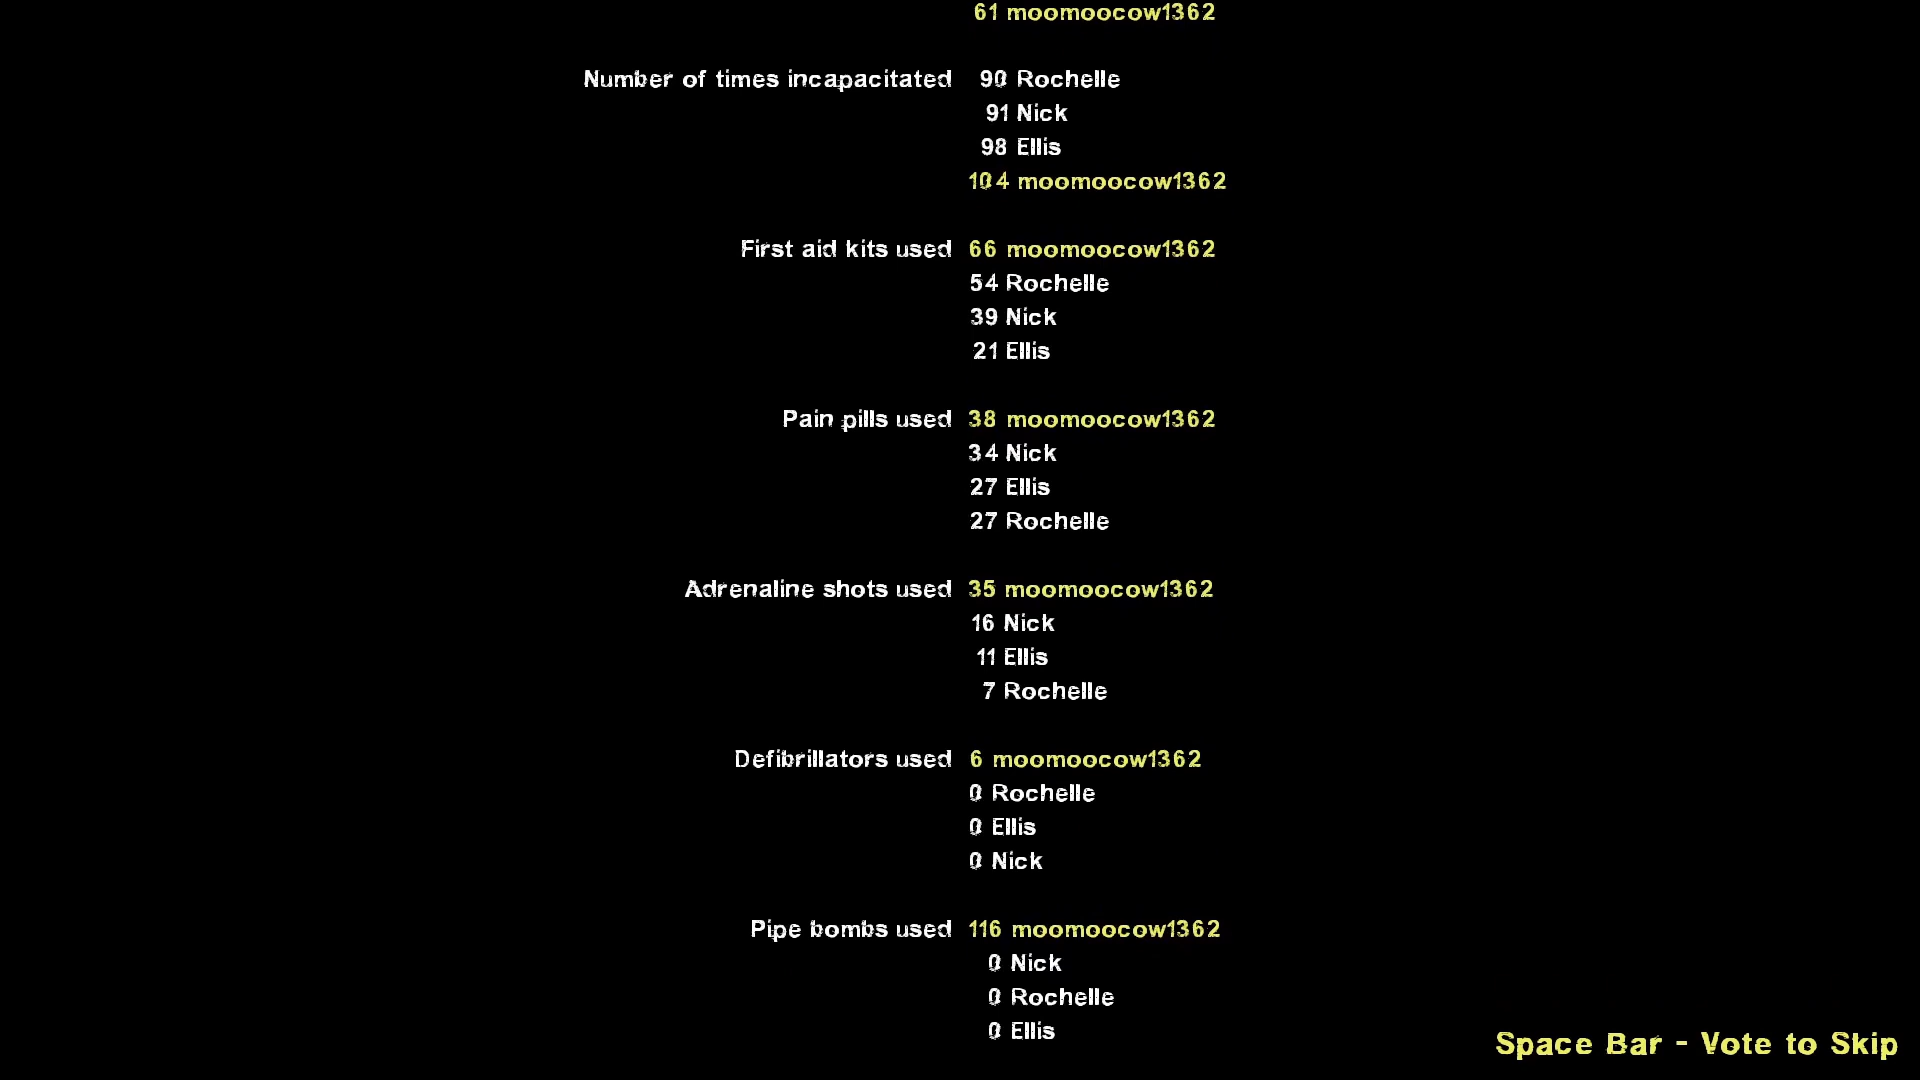 61 moomoocow1362
Number of times incapacitated 90 Rochelle
91 Nick
98 Ellis
104 moomoocow1362
First aid kits used 66 moomoocow1362
54 Rochelle
39 Nick
21 Ellis
Pain pills used 38 moomoocow1362
34 Nick
27 Ellis
27 Rochelle
Adrenaline shots used 35 moomoocow1362
16 Nick
11 Ellis
7 Rochelle
Defibrillators used 6 moomoocow1362
0 Rochelle
0 Ellis
0 Nick
Pipe bombs used 116 moomoocow1362
0 Nick
0 Rochelle
0 Ellis
Space Bar - Vote to Skip